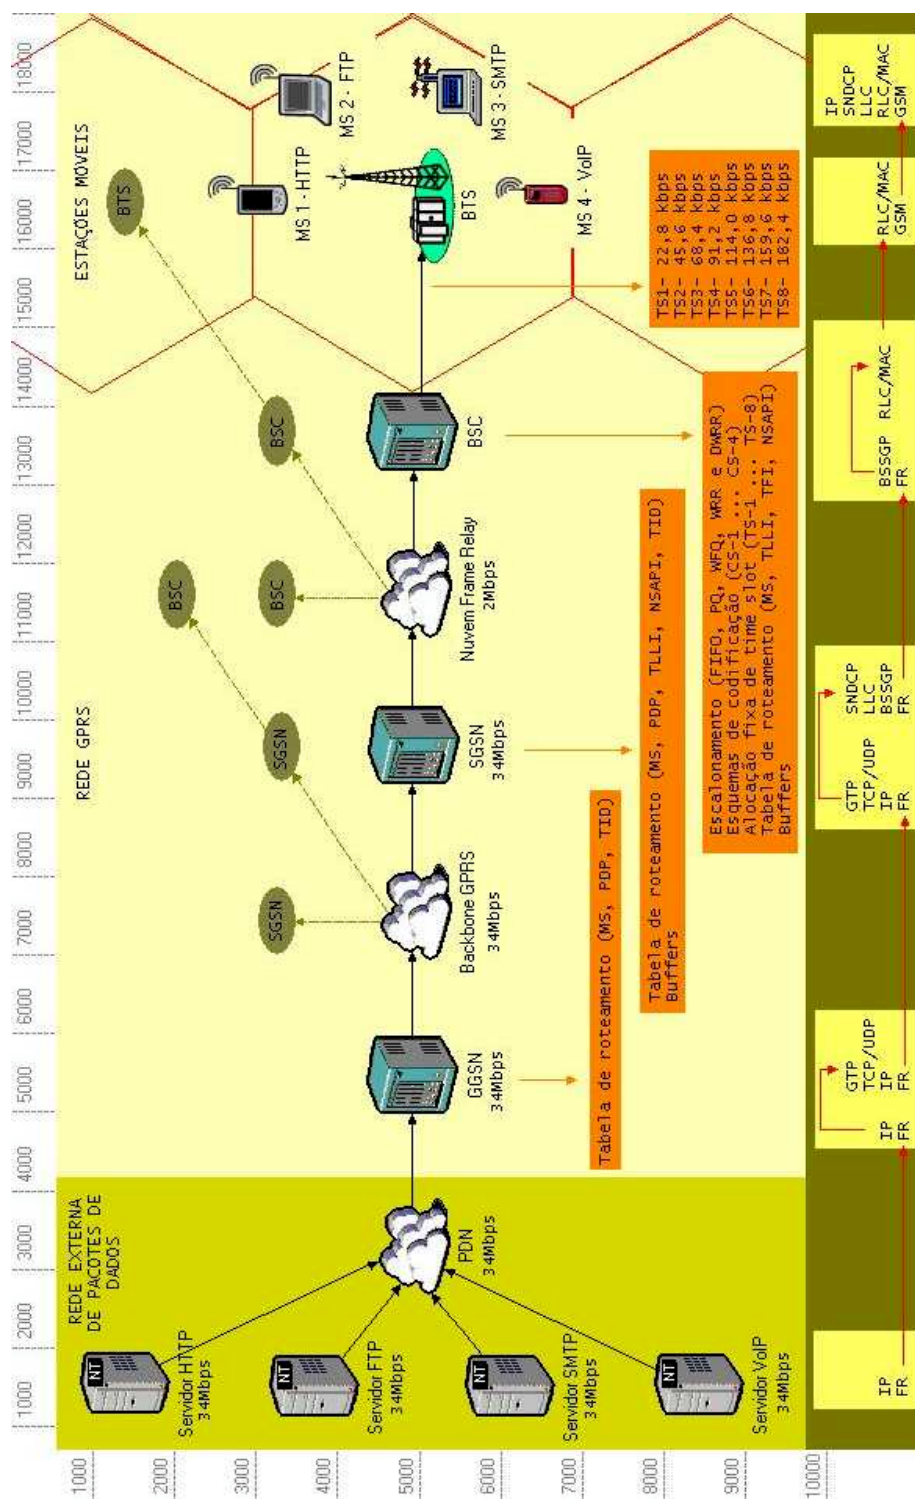 1000
2000
3000
4000
5000
6000
7000
8000
9000
10000
11000
12000
13000
14000
15000
16000
17000
18000
1000
2000
3000
4000
5000
6000
7000
8000
9000
10000
REDE EXTERNA
DE PACOTES DE
DADOS
REDE GPRS
ESTAÇÕES MÓVEIS
NT
Servidor HTTP
34Mbps
NT
Servidor FTP
34Mbps
NT
Servidor SMTP
34Mbps
NT
Servidor VoIP
34Mbps
PDN
34Mbps
GGSN
34Mbps
Backbone GPRS
34Mbps
SGSN
34Mbps
Nuvem Frame Relay
2Mbps
BSC
BTS
SGSN
SGSN
BSC
BSC
BSC
BTS
MS 1 - HTTP
MS 2 - FTP
MS 3 - SMTP
MS 4 - VoIP
Tabela de roteamento (MS, PDP, TID)
Tabela de roteamento (MS, PDP, TLLI, NSAPI, TID)
Buffers
Escalonamento (FIFO, PQ, WFQ, WRR e DWRR)
Esquemas de codificação (CS-1 ... CS-4)
Alocação fixa de time slot (TS-1 ... TS-8)
Tabela de roteamento (MS, TLLI, TFI, NSAPI)
Buffers
TS1- 22,8 kbps
TS2- 45,6 kbps
TS3- 68,4 kbps
TS4- 91,2 kbps
TS5- 114,0 kbps
TS6- 136,8 kbps
TS7- 159,6 kbps
TS8- 182,4 kbps
IP
FR
IP
FR
GTP
TCP/UDP
IP
FR
GTP
TCP/UDP
IP
FR
SNDCP
LLC
BSSGP
FR
BSSGP
FR
RLC/MAC
RLC/MAC
GSM
IP
SNDCP
LLC
RLC/MAC
GSM